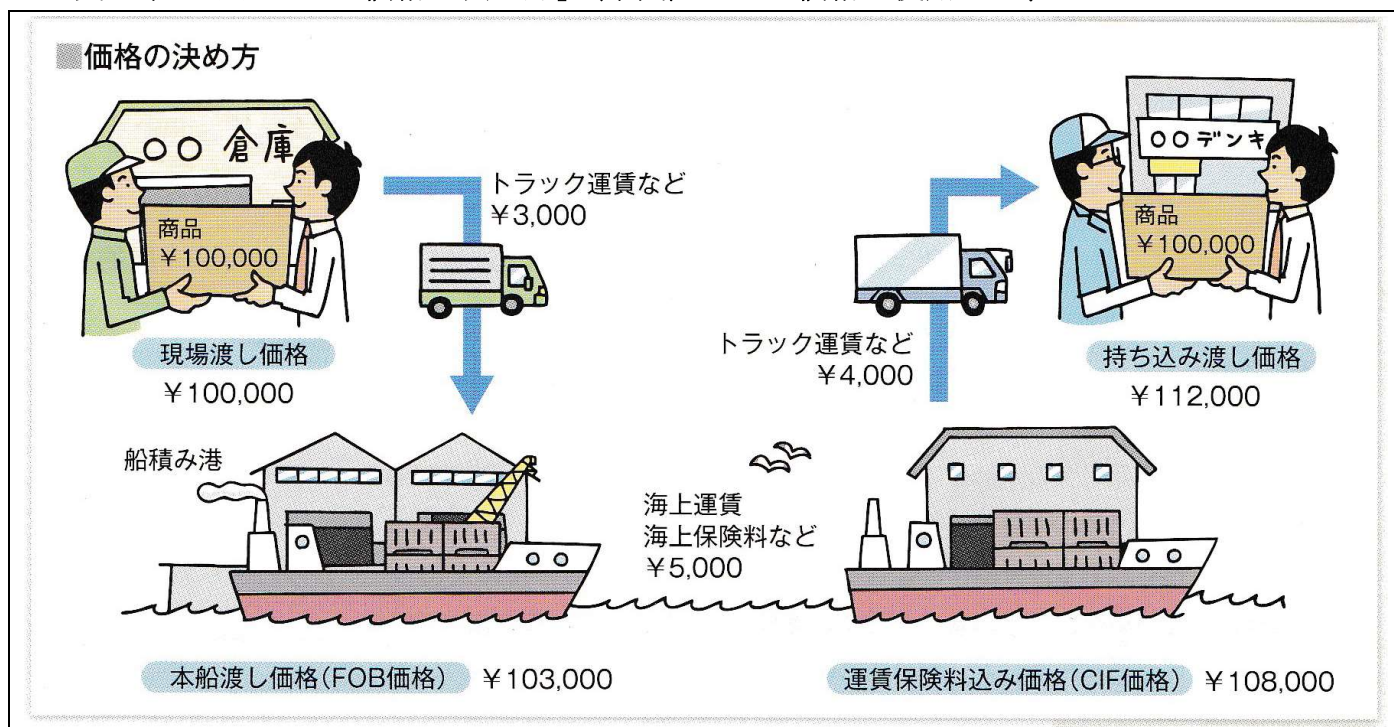 ■価格の決め方
○○ 倉庫
商品
￥100,000
現場渡し価格
￥100,000
トラック運賃など
￥3,000
船積み港
本船渡し価格(FOB価格) ￥103,000
海上運賃
海上保険料など
￥5,000
運賃保険料込み価格(CIF価格) ￥108,000
トラック運賃など
￥4,000
○○デンキ
商品
￥100,000
持ち込み渡し価格
￥112,000